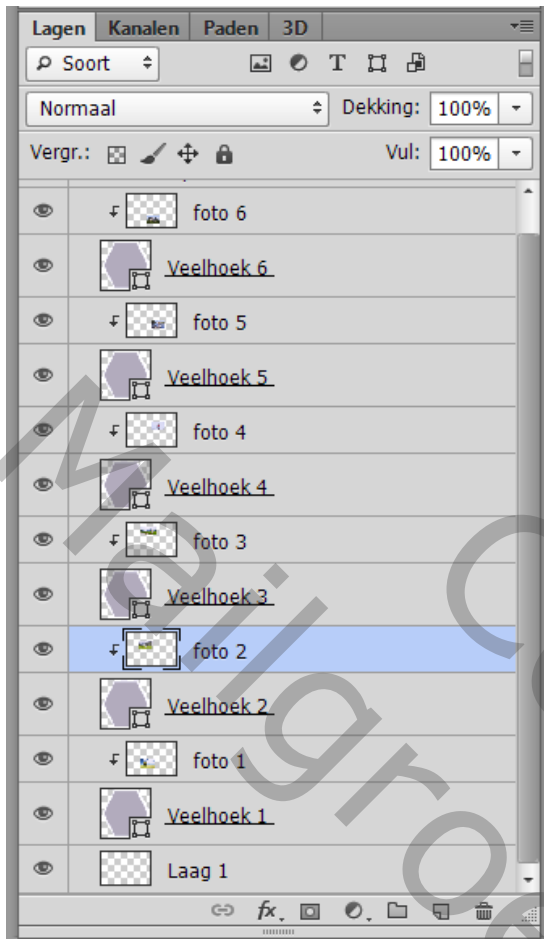 Lagen Kanalen Paden 3D
Soort T
Normaal Dekking: 100%
Vergr.: Vul: 100%
foto 6
Veelhoek 6
foto 5
Veelhoek 5
foto 4
Veelhoek 4
foto 3
Veelhoek 3
foto 2
Veelhoek 2
foto 1
Veelhoek 1
Laag 1
fx